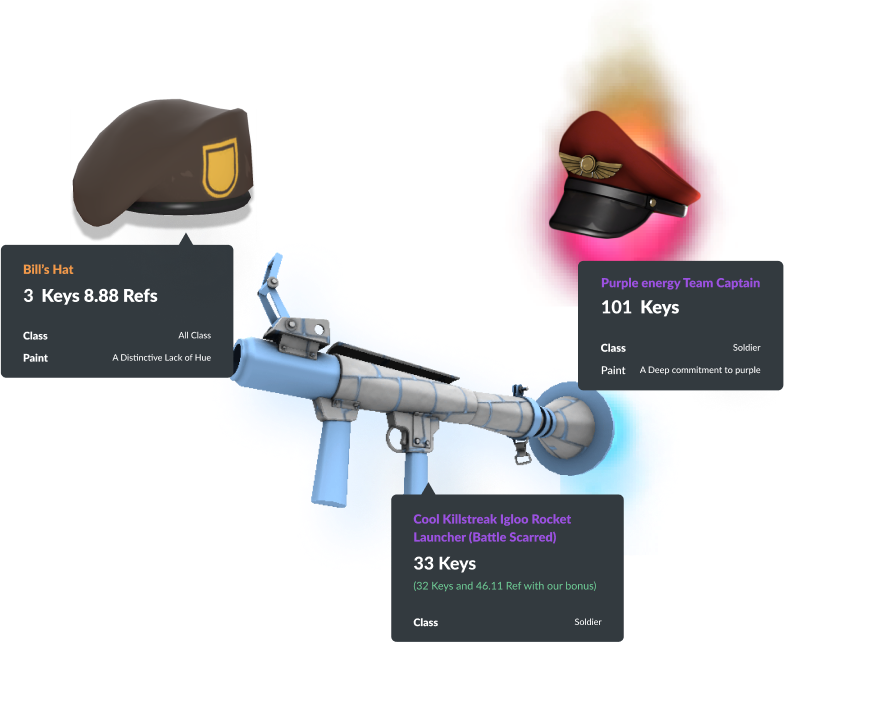 Bill's Hat
3 Keys 8.88 Refs
Class All Class
Paint A Distinctive Lack of Hue
Purple energy Team Captain
101 Keys
Class Soldier
Paint A Deep commitment to purple
Cool Killstreak Igloo Rocket
Launcher (Battle Scarred)
33 Keys
(32 Keys and 46.11 Ref with our bonus)
Class Soldier